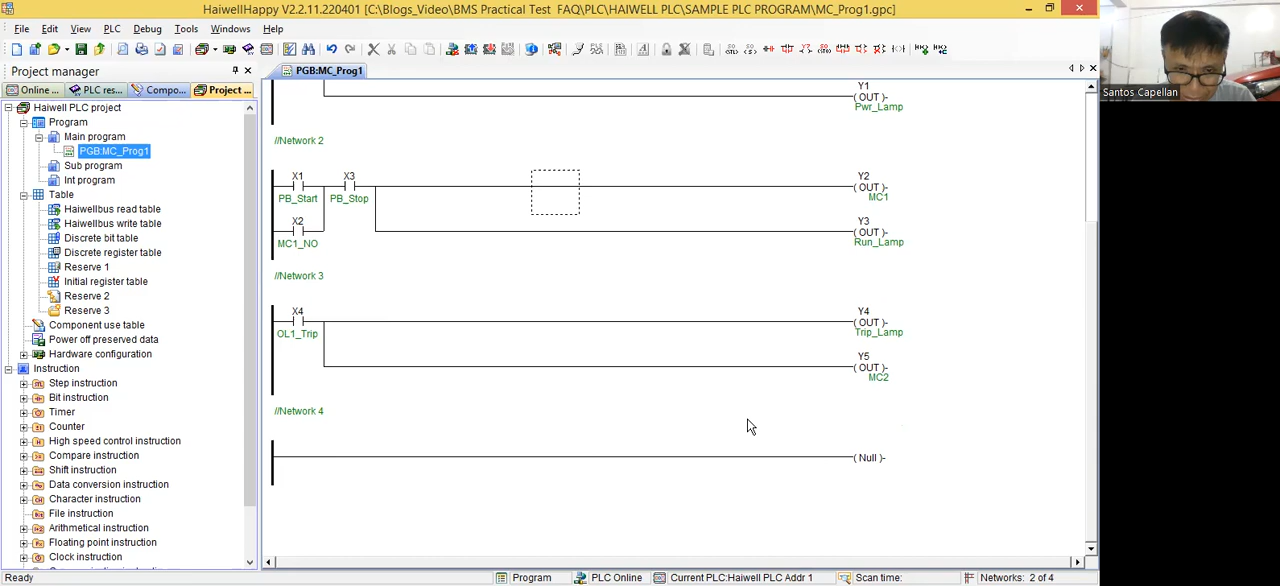 HaiwellHappy V2.2.11.220401 [C:\Blogs_Video\BMS Practical Test  FAQ\PLC\HAIWELL PLC\SAMPLE PLC PROGRAM\MC_Prog1.gpc]
File Edit View PLC Debug Tools Windows Help
Project manager
PGB:MC_Prog1
Online ... PLC res... Compo... Project ...
Haiwell PLC project
Program
Main program
PGB:MC_Prog1
Sub program
Int program
Table
Haiwellbus read table
Haiwellbus write table
Discrete bit table
Discrete register table
Reserve 1
Initial register table
Reserve 2
Reserve 3
Component use table
Power off preserved data
Hardware configuration
Instruction
Step instruction
Bit instruction
Timer
Counter
High speed control instruction
Compare instruction
Shift instruction
Data conversion instruction
Character instruction
File instruction
Arithmetical instruction
Floating point instruction
Clock instruction
Y1
( OUT )-
Pwr_Lamp
//Network 2
X1 X3 Y2
( OUT )-
PB_Start PB_Stop MC1
X2 Y3
( OUT )-
MC1_NO Run_Lamp
//Network 3
X4 Y4
( OUT )-
OL1_Trip Trip_Lamp
Y5
( OUT )-
MC2
//Network 4
( Null )-
Santos Capellan
Ready Program PLC Online Current PLC:Haiwell PLC Addr 1 Scan time: Networks: 2 of 4